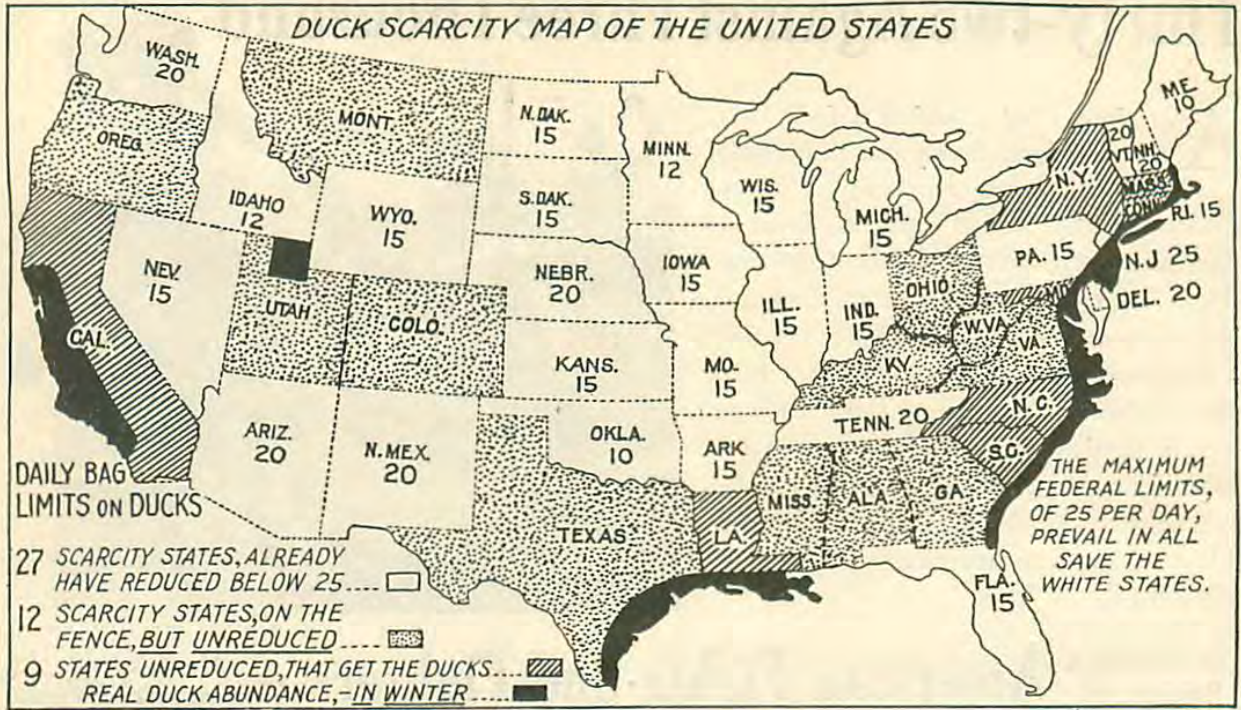 DUCK SCARCITY MAP OF THE UNITED STATES
WASH.
20
OREG.
MONT.
IDAHO
12
WYO.
15
N. DAK.
15
S. DAK.
15
MINN.
12
WIS.
15
MICH.
15
NEV.
15
UTAH
COLO.
NEBR.
20
IOWA
15
ILL.
15
IND.
15
OHIO.
PA. 15
N.Y.
20
VT.
N.H.
20
ME.
10
MASS.
CONN.
R.I. 15
N.J 25
DEL. 20
MD.
W.VA.
VA.
KY.
CAL.
KANS.
15
MO.
15
ARIZ.
20
N. MEX.
20
OKLA.
10
ARK
15
TENN. 20
N.C.
S.C.
TEXAS
LA.
MISS.
ALA
GA
FLA.
15
THE MAXIMUM
FEDERAL LIMITS,
OF 25 PER DAY,
PREVAIL IN ALL
SAVE THE
WHITE STATES.
DAILY BAG
LIMITS ON DUCKS
27 SCARCITY STATES, ALREADY
HAVE REDUCED BELOW 25....
12 SCARCITY STATES, ON THE
FENCE, BUT UNREDUCED.....
9 STATES UNREDUCED, THAT GET THE DUCKS....
REAL DUCK ABUNDANCE,-IN WINTER.....